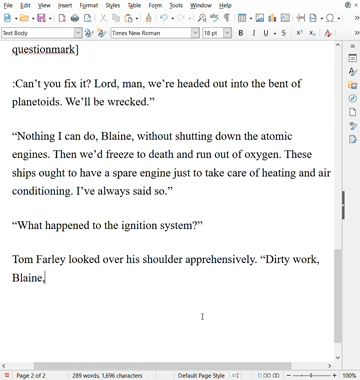 File Edit View Insert Format Styles Table Form Tools Window Help
Text Body
Times New Roman
18 pt
questionmark]
:Can’t you fix it? Lord, man, we’re headed out into the bent of
planetoids. We’ll be wrecked.”
“Nothing I can do, Blaine, without shutting down the atomic
engines. Then we’d freeze to death and run out of oxygen. These
ships ought to have a spare engine just to take care of heating and air
conditioning. I’ve always said so.”
“What happened to the ignition system?”
Tom Farley looked over his shoulder apprehensively. “Dirty work,
Blaine,
Page 2 of 2 289 words, 1,696 characters Default Page Style 100%